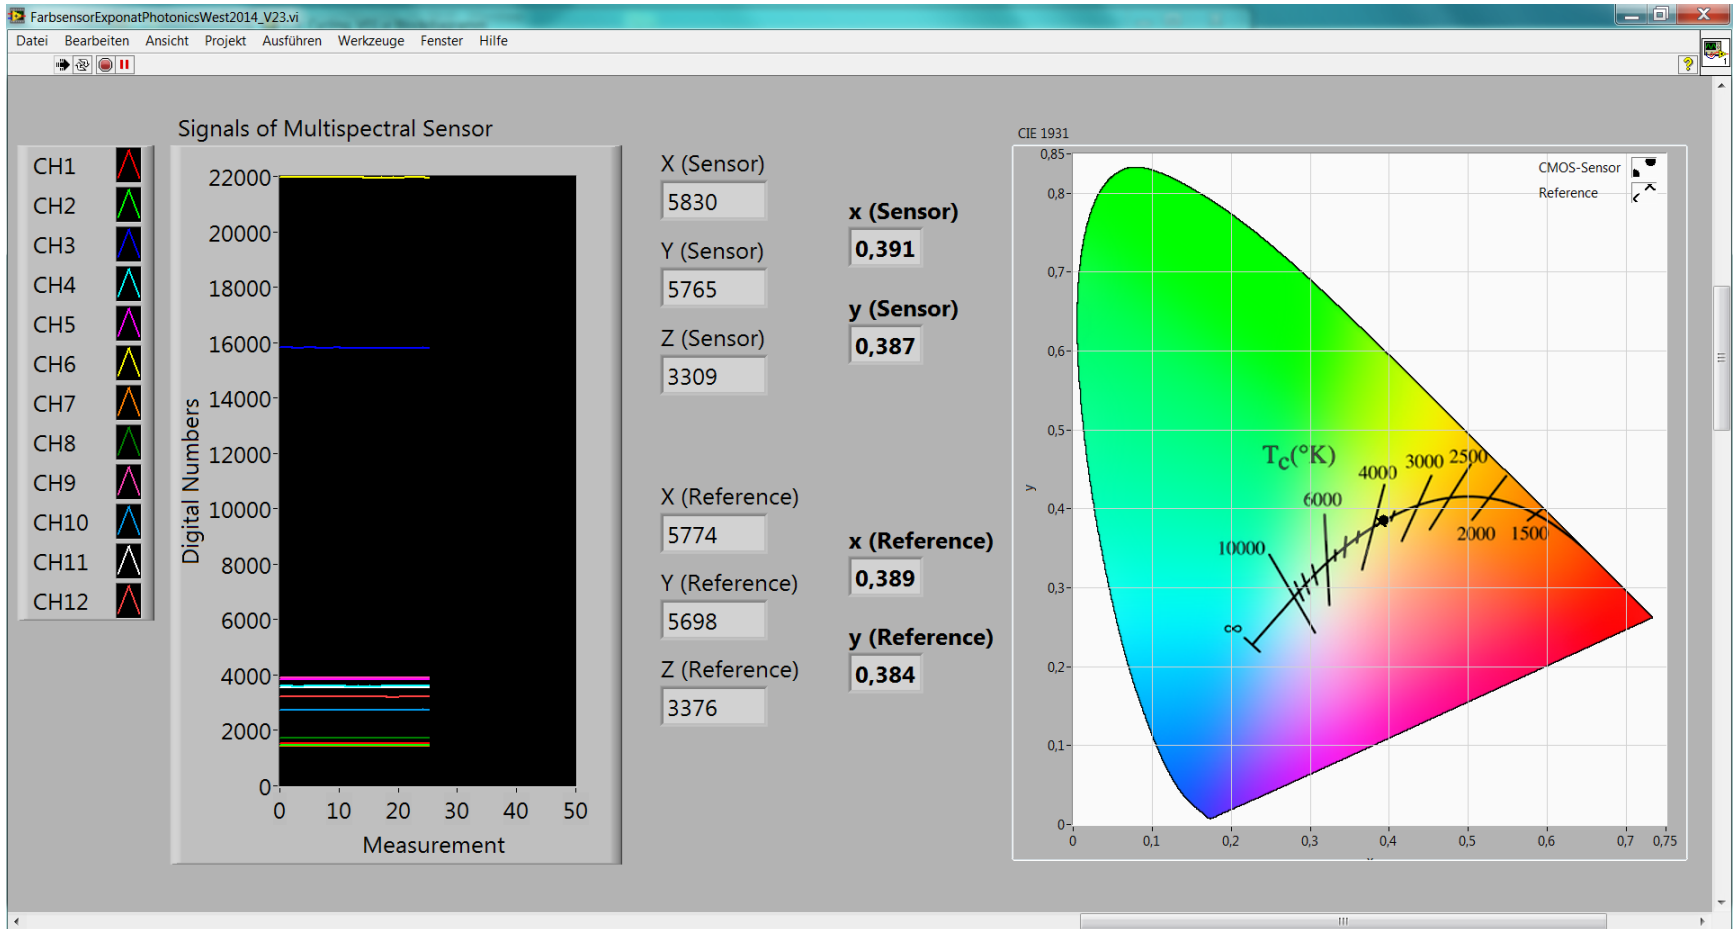 FarbsensorExponatPhotonicsWest2014_V23.vi
Datei Bearbeiten Ansicht Projekt Ausführen Werkzeuge Fenster Hilfe
Signals of Multispectral Sensor
CH1
CH2
CH3
CH4
CH5
CH6
CH7
CH8
CH9
CH10
CH11
CH12
Digital Numbers
22000
20000
18000
16000
14000
12000
10000
8000
6000
4000
2000
0
0 10 20 30 40 50
Measurement
X (Sensor)
5830
Y (Sensor)
5765
Z (Sensor)
3309
x (Sensor)
0,391
y (Sensor)
0,387
X (Reference)
5774
Y (Reference)
5698
Z (Reference)
3376
x (Reference)
0,389
y (Reference)
0,384
CIE 1931
CMOS-Sensor
Reference
0,85
0,8
0,7
0,6
0,5
0,4
0,3
0,2
0,1
0
y
Tc(°K)
∞
10000
6000
4000
3000
2500
2000
1500
0 0,1 0,2 0,3 0,4 0,5 0,6 0,7 0,75